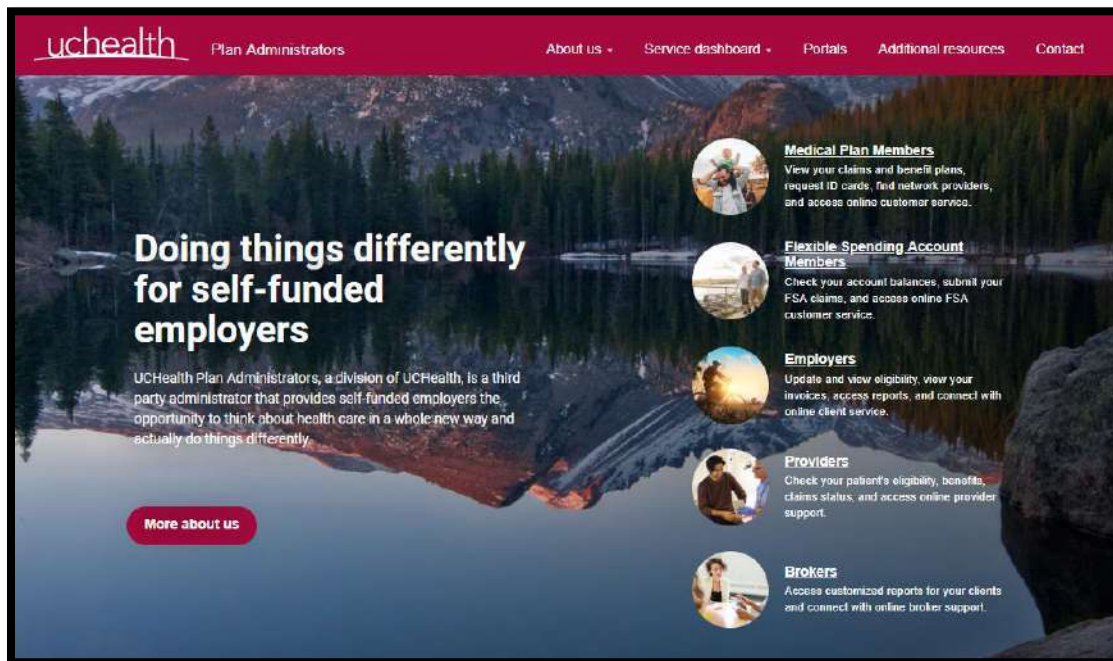 uchealth Plan Administrators About us Service dashboard Portals Additional resources Contact
Doing things differently
for self-funded
employers
UCHealth Plan Administrators, a division of UCHealth, is a third
party administrator that provides self-funded employers the
opportunity to think about health care in a whole new way and
actually do things differently.
More about us
Medical Plan Members
View your claims and benefit plans,
request ID cards, find network providers,
and access online customer service.
Flexible Spending Account
Members
Check your account balances, submit your
FSA claims, and access online FSA
customer service.
Employers
Update and view eligibility, view your
invoices, access reports, and connect with
online client service.
Providers
Check your patient's eligibility, benefits,
claims status, and access online provider
support.
Brokers
Access customized reports for your clients
and connect with online broker support.